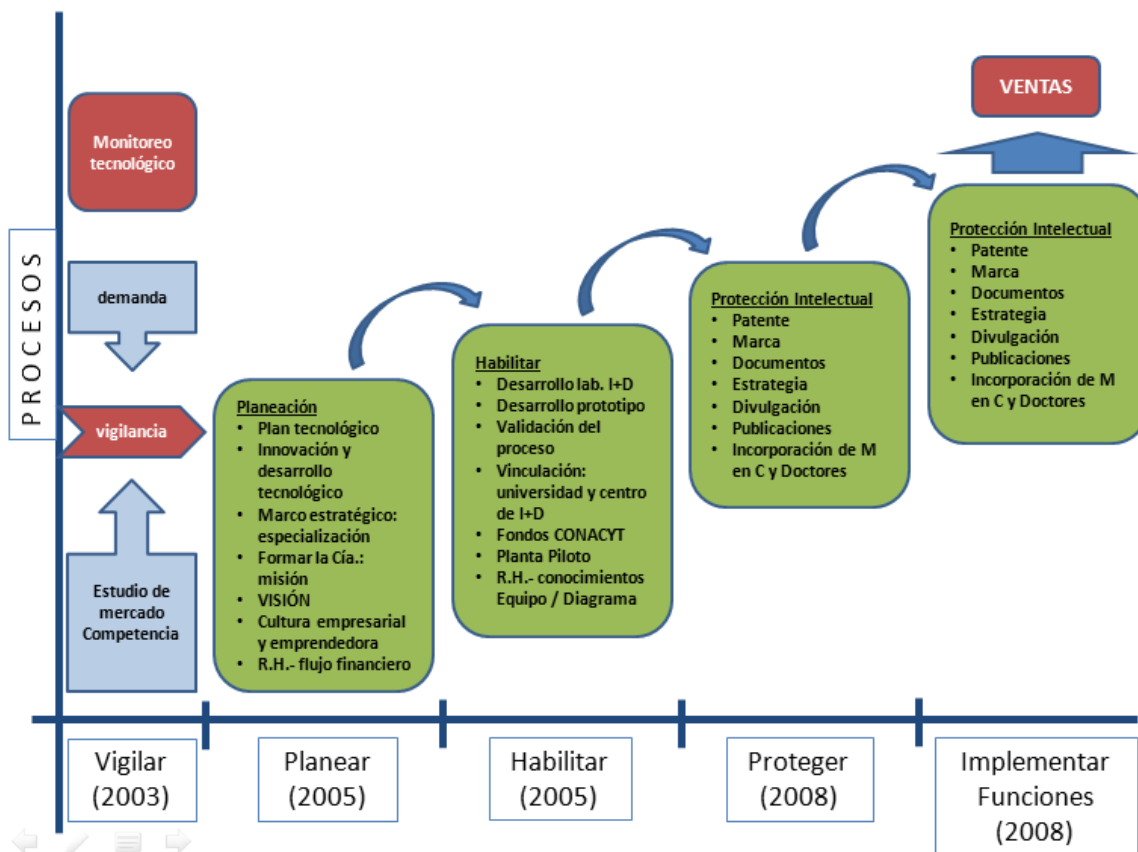 PROCESOS
Monitoreo
tecnológico
demanda
vigilancia
Estudio de
mercado
Competencia
Planeación
• Plan tecnológico
• Innovación y
desarrollo
tecnológico
• Marco estratégico:
especialización
• Formar la Cía.:
misión
• VISIÓN
• Cultura empresarial
y emprendedora
• R.H.- flujo financiero
Habilitar
• Desarrollo lab. I+D
• Desarrollo prototipo
• Validación del
proceso
• Vinculación:
universidad y centro
de I+D
• Fondos CONACYT
• Planta Piloto
• R.H.- conocimientos
Equipo / Diagrama
Protección Intelectual
• Patente
• Marca
• Documentos
• Estrategia
• Divulgación
• Publicaciones
• Incorporación de M
en C y Doctores
VENTAS
Protección Intelectual
• Patente
• Marca
• Documentos
• Estrategia
• Divulgación
• Publicaciones
• Incorporación de M
en C y Doctores
Vigilar
(2003)
Planear
(2005)
Habilitar
(2005)
Proteger
(2008)
Implementar
Funciones
(2008)